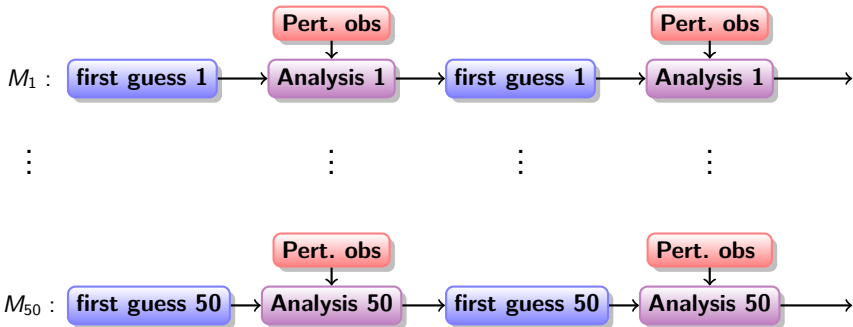 Pert. obs Pert. obs
M₁ : first guess 1 Analysis 1 first guess 1 Analysis 1
⋮ ⋮ ⋮ ⋮
Pert. obs Pert. obs
M₅₀ : first guess 50 Analysis 50 first guess 50 Analysis 50